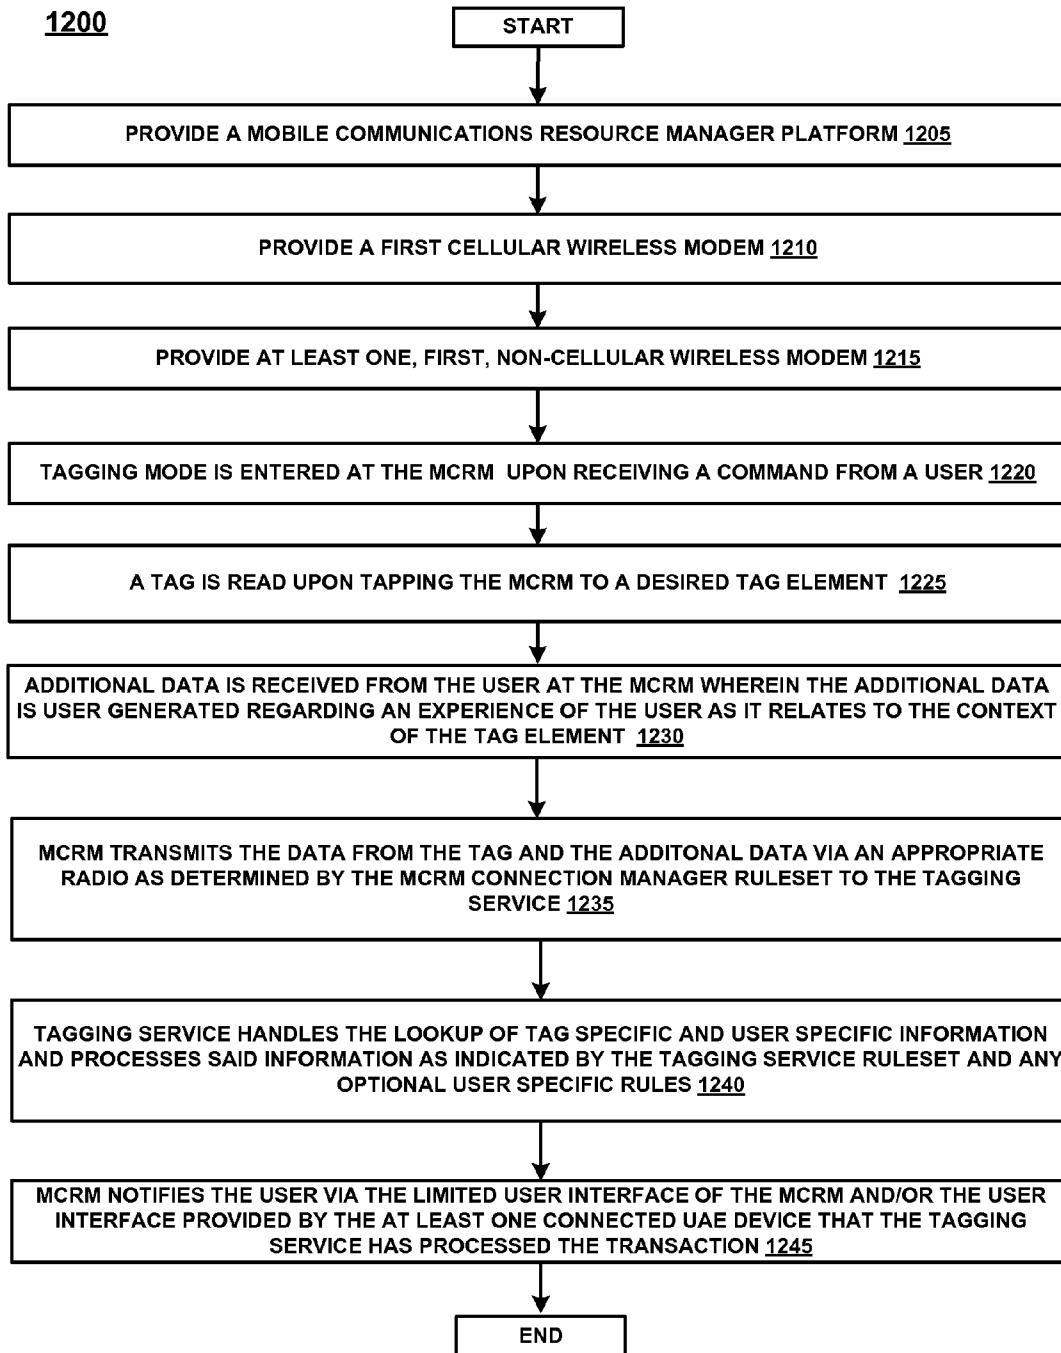 1200
START
PROVIDE A MOBILE COMMUNICATIONS RESOURCE MANAGER PLATFORM 1205
PROVIDE A FIRST CELLULAR WIRELESS MODEM 1210
PROVIDE AT LEAST ONE, FIRST, NON-CELLULAR WIRELESS MODEM 1215
TAGGING MODE IS ENTERED AT THE MCRM UPON RECEIVING A COMMAND FROM A USER 1220
A TAG IS READ UPON TAPPING THE MCRM TO A DESIRED TAG ELEMENT 1225
ADDITIONAL DATA IS RECEIVED FROM THE USER AT THE MCRM WHEREIN THE ADDITIONAL DATA
IS USER GENERATED REGARDING AN EXPERIENCE OF THE USER AS IT RELATES TO THE CONTEXT
OF THE TAG ELEMENT 1230
MCRM TRANSMITS THE DATA FROM THE TAG AND THE ADDITONAL DATA VIA AN APPROPRIATE
RADIO AS DETERMINED BY THE MCRM CONNECTION MANAGER RULESET TO THE TAGGING
SERVICE 1235
TAGGING SERVICE HANDLES THE LOOKUP OF TAG SPECIFIC AND USER SPECIFIC INFORMATION
AND PROCESSES SAID INFORMATION AS INDICATED BY THE TAGGING SERVICE RULESET AND ANY
OPTIONAL USER SPECIFIC RULES 1240
MCRM NOTIFIES THE USER VIA THE LIMITED USER INTERFACE OF THE MCRM AND/OR THE USER
INTERFACE PROVIDED BY THE AT LEAST ONE CONNECTED UAE DEVICE THAT THE TAGGING
SERVICE HAS PROCESSED THE TRANSACTION 1245
END